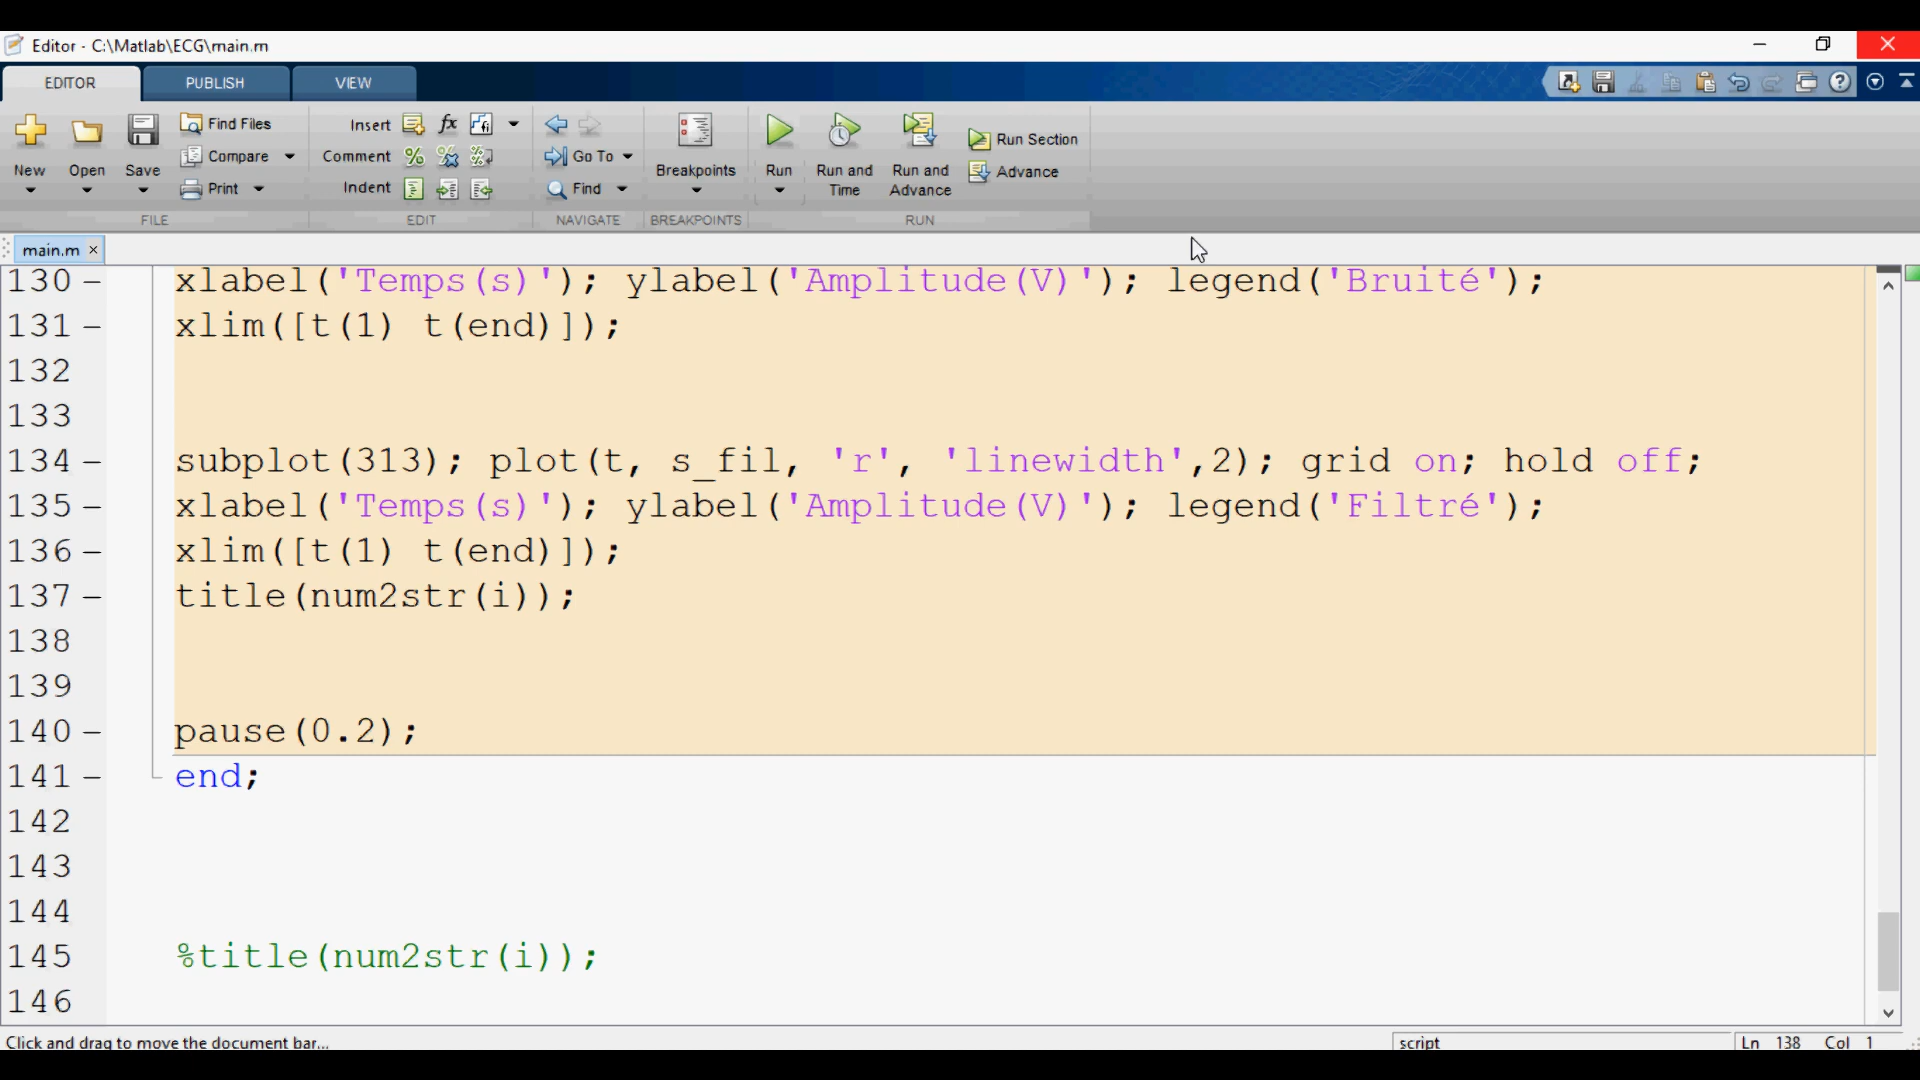 Editor - C:\Matlab\ECG\main.m
EDITOR PUBLISH VIEW
Find Files Insert fx fi
Compare Comment % Go To Run Section
New Open Save Breakpoints Run Run and Time Run and Advance Advance
Print Indent Find
FILE EDIT NAVIGATE BREAKPOINTS RUN
main.m ×
130 – xlabel('Temps(s)'); ylabel('Amplitude(V)'); legend('Bruité');
131 – xlim([t(1) t(end)]);
132
133
134 – subplot(313); plot(t, s_fil, 'r', 'linewidth',2); grid on; hold off;
135 – xlabel('Temps(s)'); ylabel('Amplitude(V)'); legend('Filtré');
136 – xlim([t(1) t(end)]);
137 – title(num2str(i));
138
139
140 – pause(0.2);
141 – end;
142
143
144
145 %title(num2str(i));
146
Click and drag to move the document bar... script Ln 138 Col 1